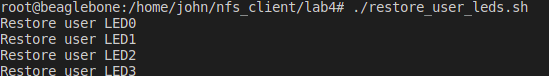 root@beaglebone:/home/john/nfs_client/lab4# ./restore_user_leds.sh
Restore user LED0
Restore user LED1
Restore user LED2
Restore user LED3